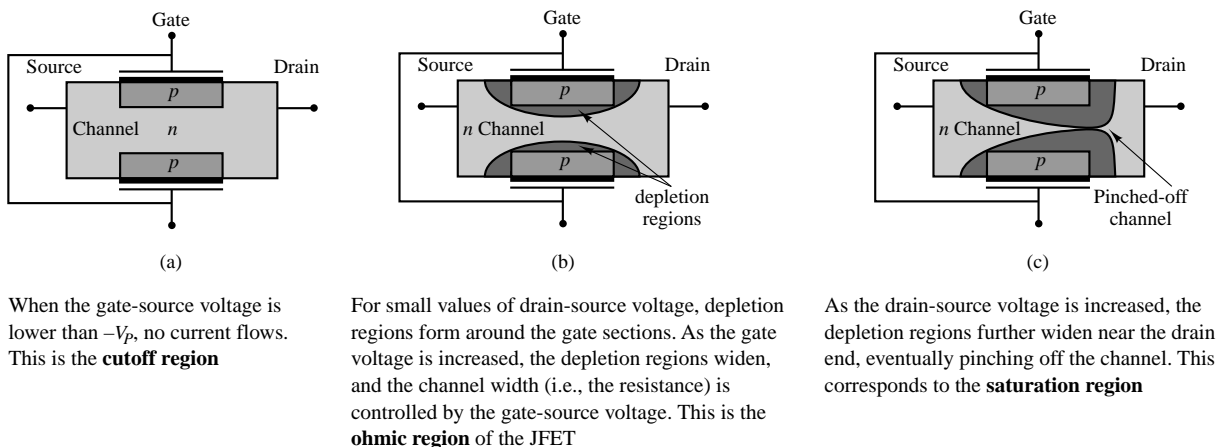 Gate
Source
Drain
p
Channel
n
p
(a)
When the gate-source voltage is
lower than –VP, no current flows.
This is the cutoff region
Gate
Source
Drain
p
n Channel
p
depletion
regions
(b)
For small values of drain-source voltage, depletion
regions form around the gate sections. As the gate
voltage is increased, the depletion regions widen,
and the channel width (i.e., the resistance) is
controlled by the gate-source voltage. This is the
ohmic region of the JFET
Gate
Source
Drain
p
n Channel
p
Pinched-off
channel
(c)
As the drain-source voltage is increased, the
depletion regions further widen near the drain
end, eventually pinching off the channel. This
corresponds to the saturation region